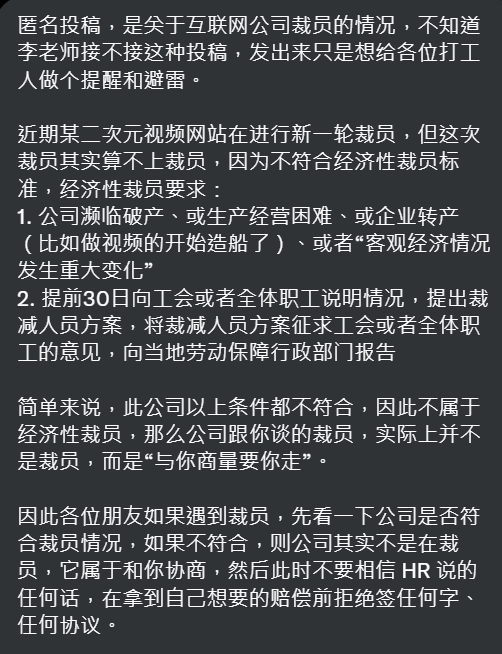 匿名投稿，是关于互联网公司裁员的情况，不知道
李老师接不接这种投稿，发出来只是想给各位打工
人做个提醒和避雷。
近期某二次元视频网站在进行新一轮裁员，但这次
裁员其实算不上裁员，因为不符合经济性裁员标
准，经济性裁员要求：
1. 公司濒临破产、或生产经营困难、或企业转产
（比如做视频的开始造船了）、或者“客观经济情况
发生重大变化”
2. 提前30日向工会或者全体职工说明情况，提出裁
减人员方案，将裁减人员方案征求工会或者全体职
工的意见，向当地劳动保障行政部门报告
简单来说，此公司以上条件都不符合，因此不属于
经济性裁员，那么公司跟你谈的裁员，实际上并不
是裁员，而是“与你商量要你走”。
因此各位朋友如果遇到裁员，先看一下公司是否符
合裁员情况，如果不符合，则公司其实不是在裁
员，它属于和你协商，然后此时不要相信 HR 说的
任何话，在拿到自己想要的赔偿前拒绝签任何字、
任何协议。